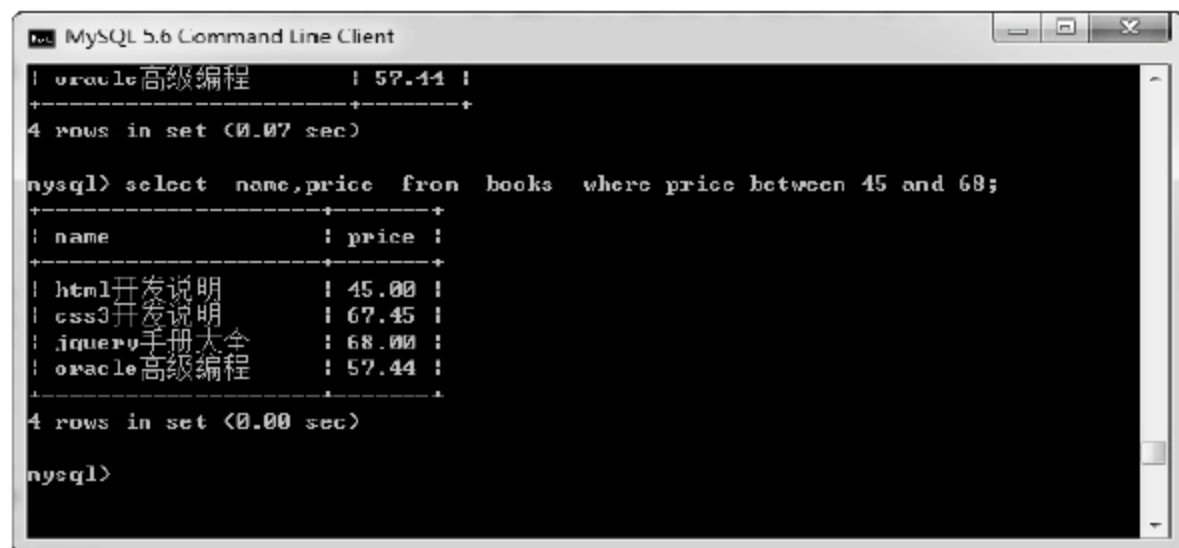 MySQL 5.6 Command Line Client
| oracle高级编程 | 57.44 |
+----------------------+-------+
4 rows in set (0.07 sec)
mysql> select name,price from books where price between 45 and 68;
+--------------------+-------+
| name | price |
+--------------------+-------+
| html开发说明 | 45.00 |
| css3开发说明 | 67.45 |
| jquery手册大全 | 68.00 |
| oracle高级编程 | 57.44 |
+--------------------+-------+
4 rows in set (0.00 sec)
mysql>